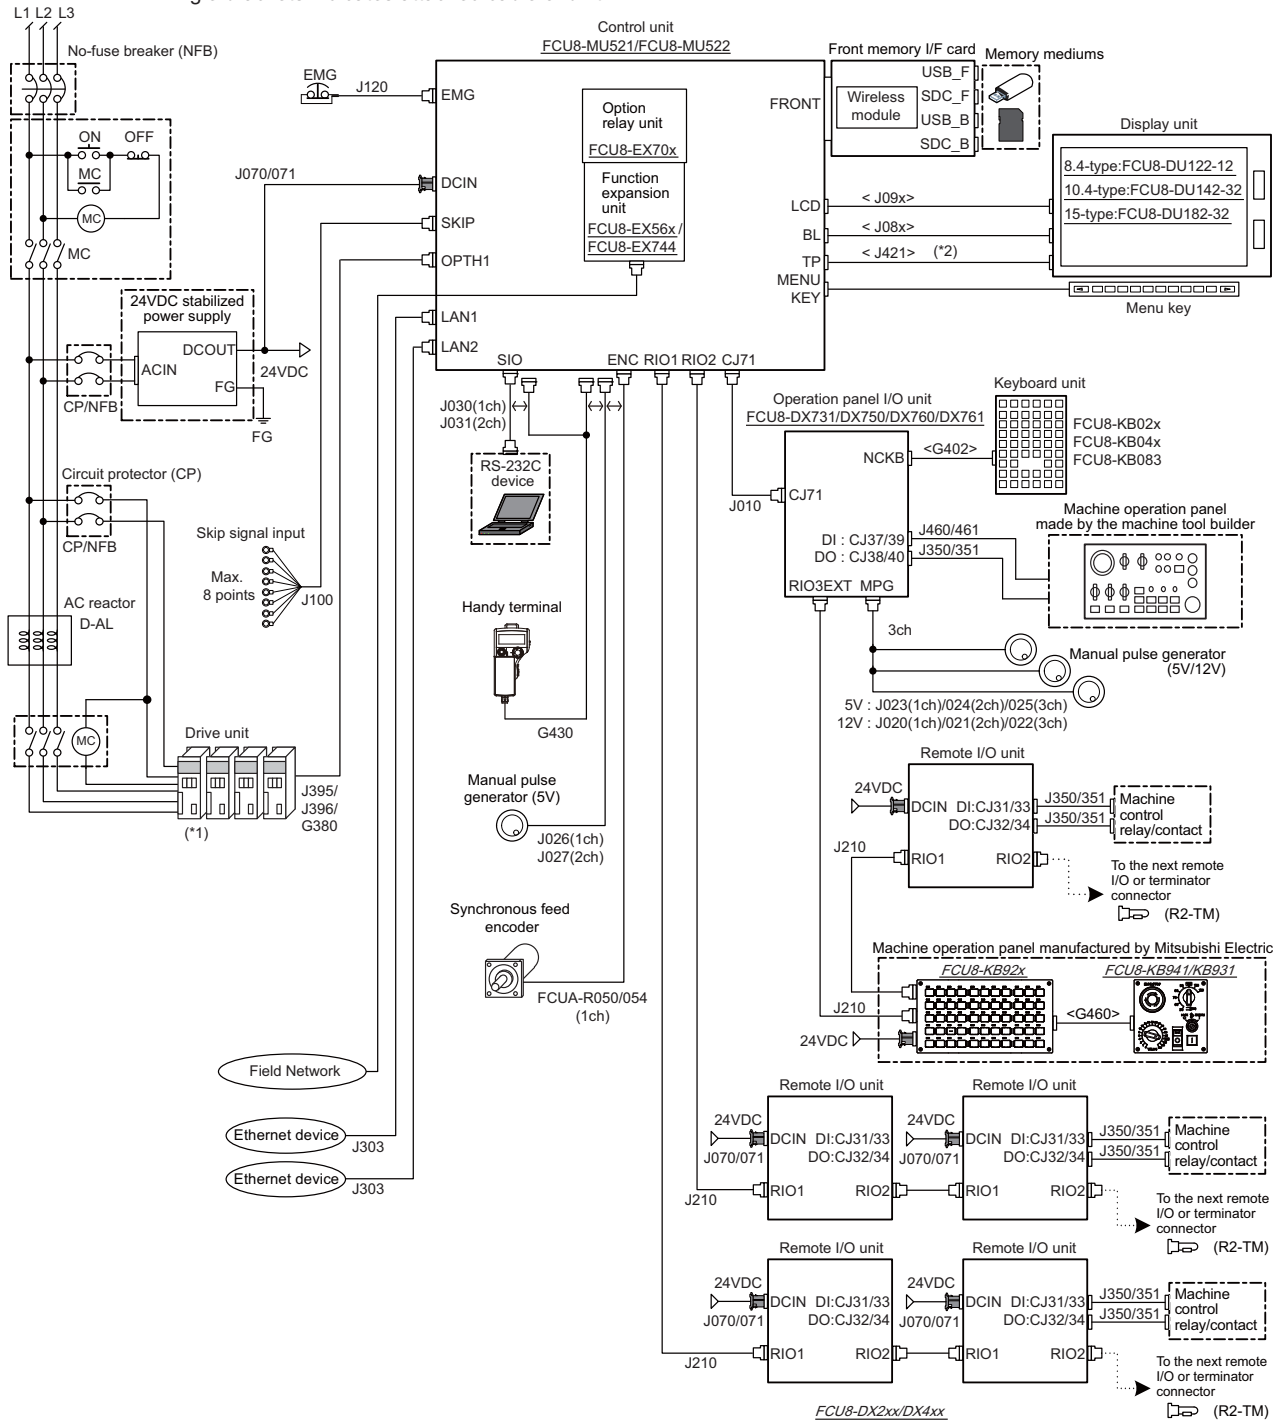 L1 L2 L3
No-fuse breaker (NFB)
ON
OFF
MC
MC
MC
24VDC stabilized
power supply
DCOUT
ACIN
FG
CP/NFB
24VDC
FG
Circuit protector (CP)
CP/NFB
AC reactor
D-AL
MC
Drive unit
(*1)
J395/
J396/
G380
Skip signal input
Max.
8 points
J100
EMG
J120
J070/071
Control unit
FCU8-MU521/FCU8-MU522
EMG
DCIN
SKIP
OPTH1
LAN1
LAN2
SIO
ENC
RIO1
RIO2
CJ71
Option
relay unit
FCU8-EX70x
Function
expansion
unit
FCU8-EX56x/
FCU8-EX744
FRONT
LCD
BL
TP
MENU
KEY
Front memory I/F card
USB_F
SDC_F
USB_B
SDC_B
Wireless
module
Memory mediums
Display unit
8.4-type:FCU8-DU122-12
10.4-type:FCU8-DU142-32
15-type:FCU8-DU182-32
< J09x>
< J08x>
< J421>
(*2)
Menu key
J030(1ch)
J031(2ch)
RS-232C
device
Handy terminal
G430
Manual pulse
generator (5V)
J026(1ch)
J027(2ch)
Synchronous feed
encoder
FCUA-R050/054
(1ch)
Field Network
Ethernet device
J303
Ethernet device
J303
Operation panel I/O unit
FCU8-DX731/DX750/DX760/DX761
J010
CJ71
NCKB
DI : CJ37/39
DO : CJ38/40
RIO3EXT MPG
<G402>
Keyboard unit
FCU8-KB02x
FCU8-KB04x
FCU8-KB083
J460/461
J350/351
Machine operation panel
made by the machine tool builder
3ch
Manual pulse generator
(5V/12V)
5V : J023(1ch)/024(2ch)/025(3ch)
12V : J020(1ch)/021(2ch)/022(3ch)
Remote I/O unit
24VDC
DCIN DI:CJ31/33
DO:CJ32/34
RIO1
RIO2
J350/351
J350/351
Machine
control
relay/contact
J210
To the next remote
I/O or terminator
connector
(R2-TM)
Machine operation panel manufactured by Mitsubishi Electric
FCU8-KB92x
FCU8-KB941/KB931
J210
24VDC
<G460>
Remote I/O unit
Remote I/O unit
24VDC
J070/071
DCIN DI:CJ31/33
DO:CJ32/34
RIO1
RIO2
24VDC
J070/071
DCIN DI:CJ31/33
DO:CJ32/34
RIO1
RIO2
J350/351
J350/351
Machine
control
relay/contact
J210
To the next remote
I/O or terminator
connector
(R2-TM)
Remote I/O unit
Remote I/O unit
24VDC
J070/071
DCIN DI:CJ31/33
DO:CJ32/34
RIO1
RIO2
24VDC
J070/071
DCIN DI:CJ31/33
DO:CJ32/34
RIO1
RIO2
J350/351
J350/351
Machine
control
relay/contact
J210
To the next remote
I/O or terminator
connector
(R2-TM)
FCU8-DX2xx/DX4xx